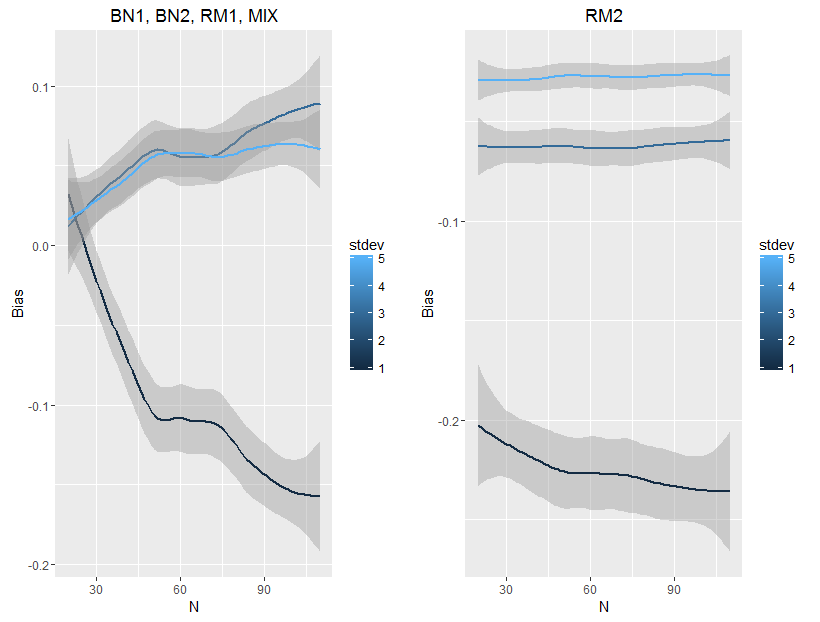 BN1, BN2, RM1, MIX
0.1
0.0
-0.1
-0.2
Bias
30 60 90
N
stdev
5
4
3
2
1
RM2
-0.1
-0.2
Bias
30 60 90
N
stdev
5
4
3
2
1